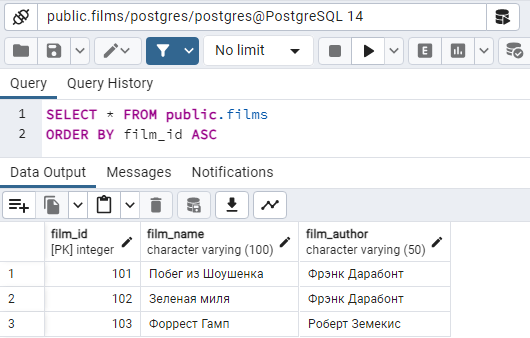 public.films/postgres/postgres@PostgreSQL 14
No limit
E
Query Query History
1 SELECT * FROM public.films
2 ORDER BY film_id ASC
Data Output Messages Notifications
film_id film_name film_author
[PK] integer character varying (100) character varying (50)
1 101 Побег из Шоушенка Фрэнк Дарабонт
2 102 Зеленая миля Фрэнк Дарабонт
3 103 Форрест Гамп Роберт Земекис